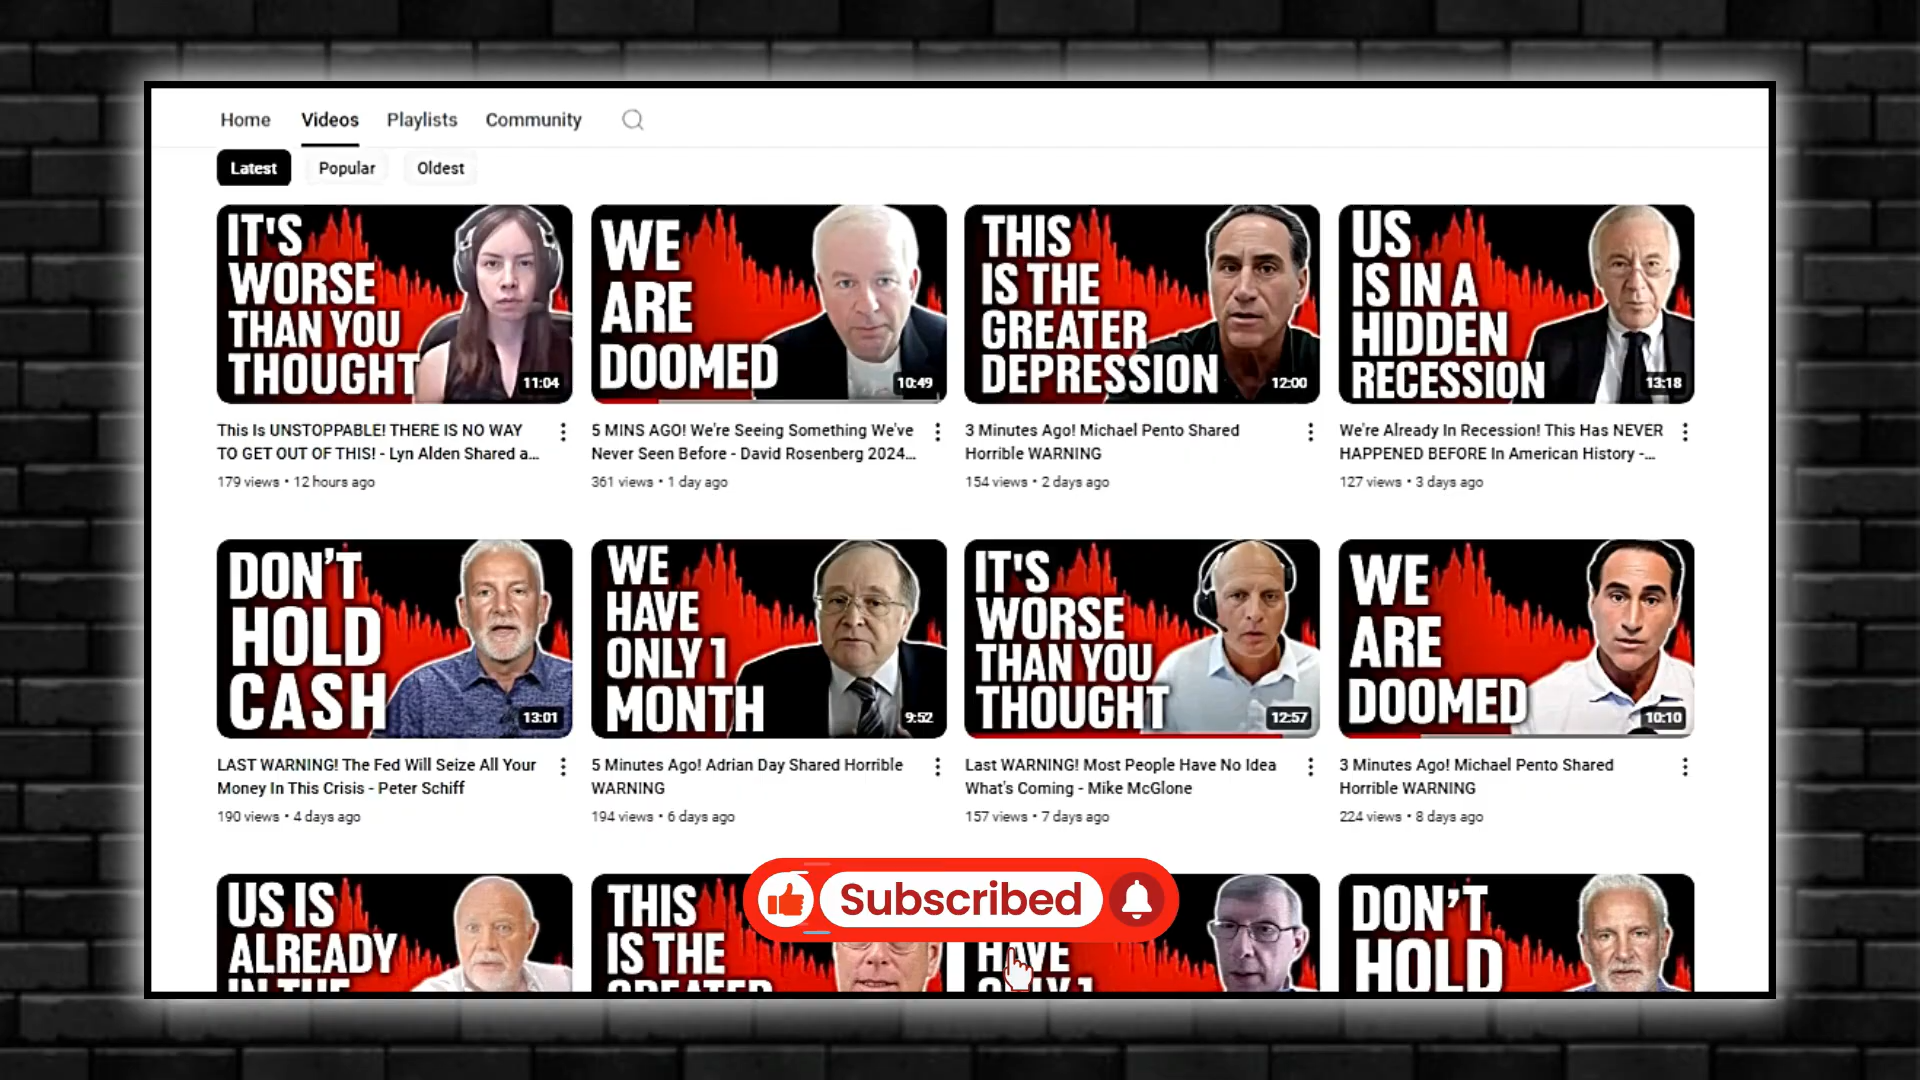 Home Videos Playlists Community
Latest Popular Oldest
IT'S
WORSE
THAN YOU
THOUGHT
11:04
This Is UNSTOPPABLE! THERE IS NO WAY
TO GET OUT OF THIS! - Lyn Alden Shared a...
179 views • 12 hours ago
WE
ARE
DOOMED
10:49
5 MINS AGO! We're Seeing Something We've
Never Seen Before - David Rosenberg 2024...
361 views • 1 day ago
THIS
IS THE
GREATER
DEPRESSION
12:00
3 Minutes Ago! Michael Pento Shared
Horrible WARNING
154 views • 2 days ago
US
IS IN A
HIDDEN
RECESSION
13:18
We're Already In Recession! This Has NEVER
HAPPENED BEFORE In American History -...
127 views • 3 days ago
DON'T
HOLD
CASH
13:01
LAST WARNING! The Fed Will Seize All Your
Money In This Crisis - Peter Schiff
190 views • 4 days ago
WE
HAVE
ONLY 1
MONTH
9:52
5 Minutes Ago! Adrian Day Shared Horrible
WARNING
194 views • 6 days ago
IT'S
WORSE
THAN YOU
THOUGHT
12:57
Last WARNING! Most People Have No Idea
What's Coming - Mike McGlone
157 views • 7 days ago
WE
ARE
DOOMED
10:10
3 Minutes Ago! Michael Pento Shared
Horrible WARNING
224 views • 8 days ago
US IS
ALREADY
IN THE
THIS
IS THE
GREATER
Subscribed
HAVE
ONLY 1
DON'T
HOLD